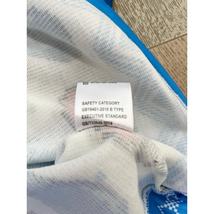 SAFETY CATEGORY
GB18401-2010 B TYPE
EXECUTIVE STANDARD